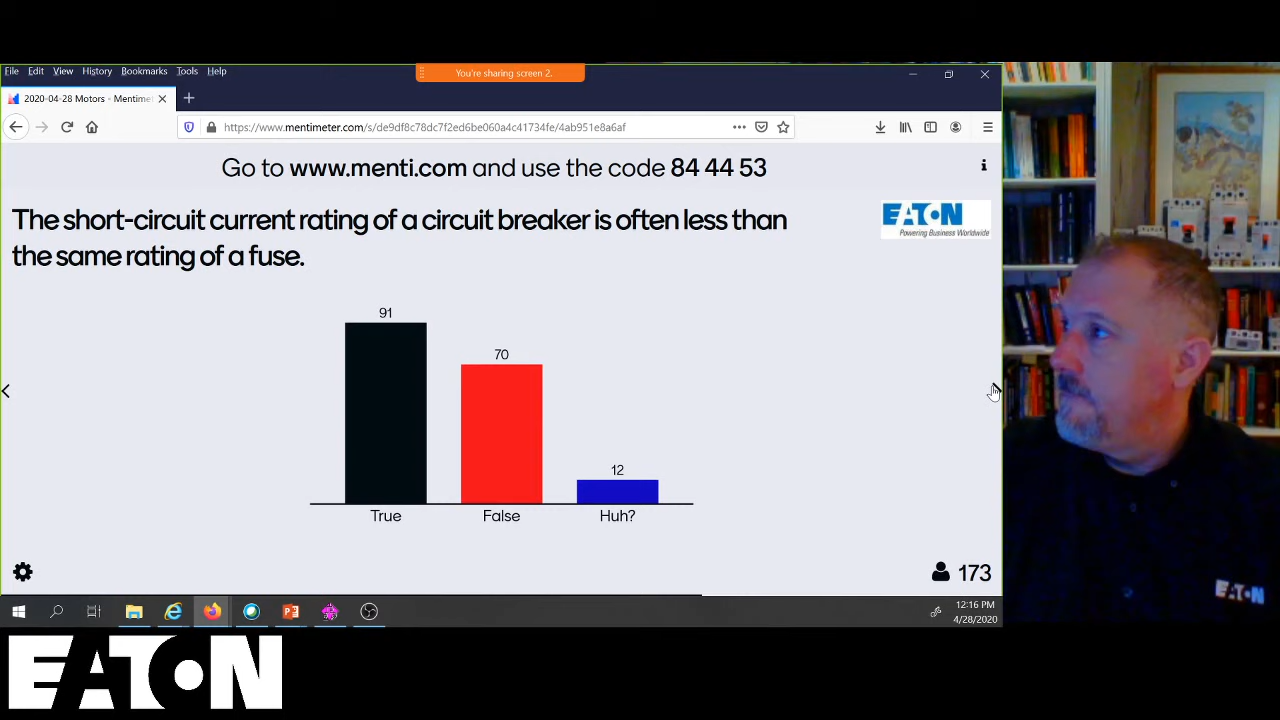 You're sharing screen 2.
File Edit View History Bookmarks Tools Help
2020-04-28 Motors - Mentimet
https://www.mentimeter.com/s/de9df8c78dc7f2ed6be060a4c41734fe/4ab951e8a6af
Go to www.menti.com and use the code 84 44 53
The short-circuit current rating of a circuit breaker is often less than
the same rating of a fuse.
EATON
Powering Business Worldwide
91
70
12
True False Huh?
173
12:16 PM
4/28/2020
EATON
EATON